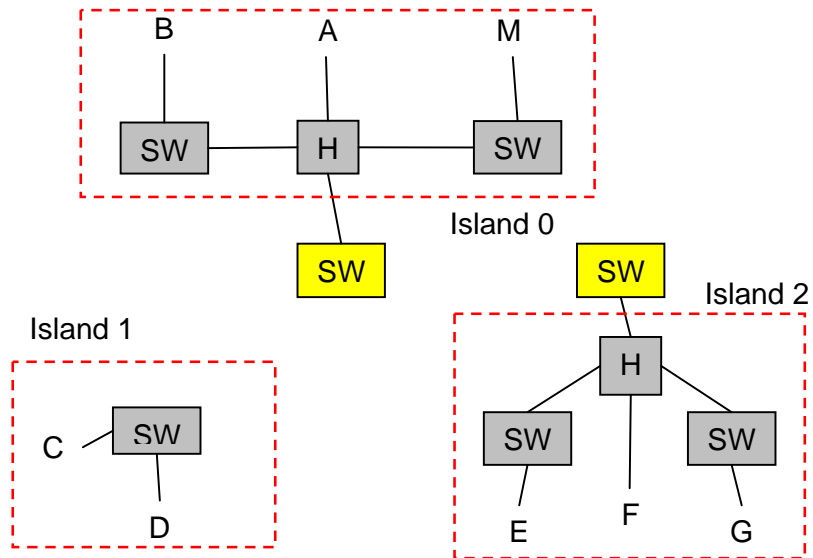 B A M
SW H SW
Island 0
SW SW
Island 2
Island 1
H
SW SW SW
C
E F G
D